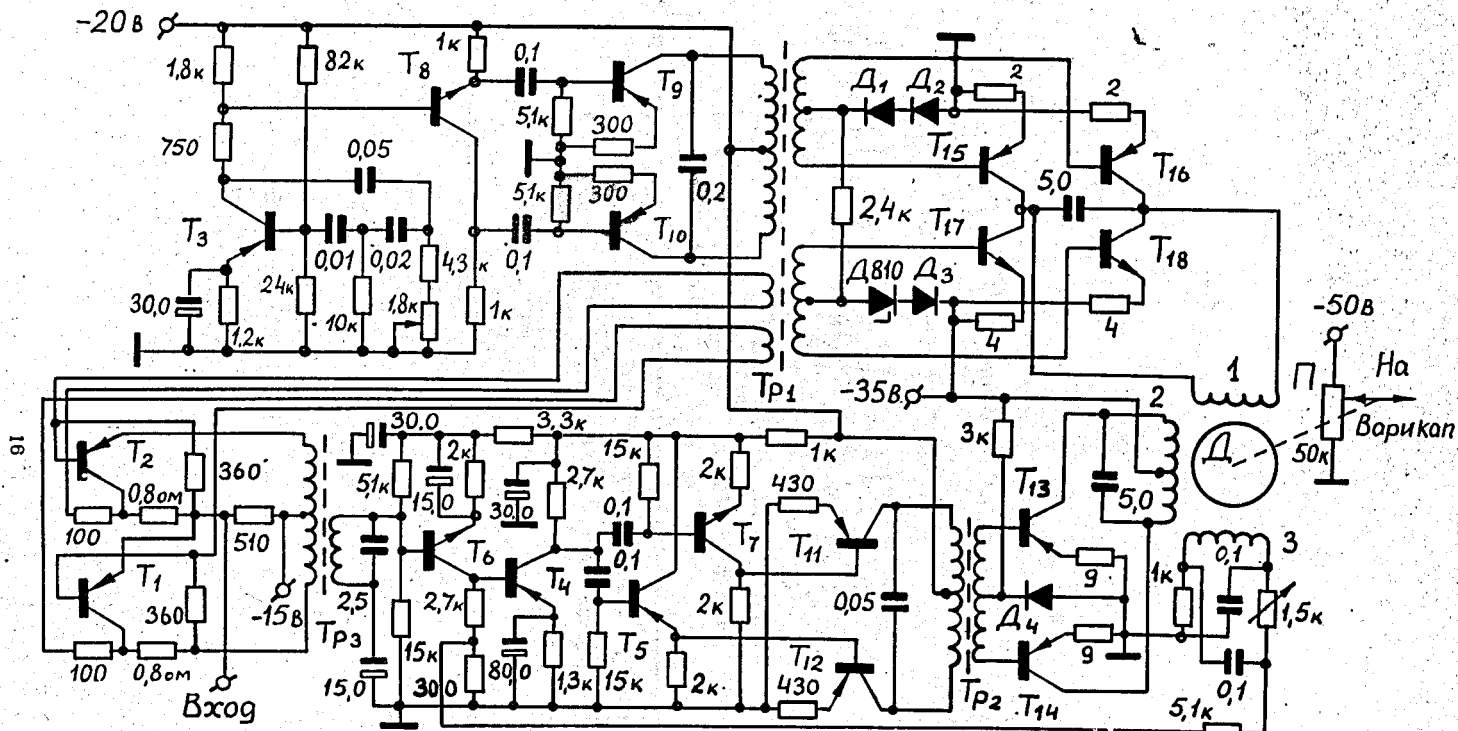 -20В
1,8к
82к
Т8
1к
0,1
5,1к
Т9
300
750
0,05
300
5,1к
0,2
Т3
0,01
0,02
4,3 к
0,1
Т10
30,0
1,2к
24к
10к
1,8к
1к
Д1
Д2
2
2
Т15
5,0
Т16
2,4к
Т17
Т18
Д810
Д3
4
4
Тр1
-35В
-50В
1
П
На
Варикап
50к
Д
2
3к
Т13
5,0
16
Т2
360
0,8ом
100
510
Т1
360
-15В
100
0,8ом
Вход
Тр3
2,5
15,0
30,0
5,1к
2к
15,0
3,3к
Т6
30,0
2,7к
15к
0,1
0,1
Т4
2,7к
15к
300
80,0
1,3к
Т5
15к
2к
2к
Т7
2к
1к
430
Т11
0,05
Т12
430
Тр2
9
Д4
9
Т14
3
1к
0,1
1,5к
0,1
5,1к